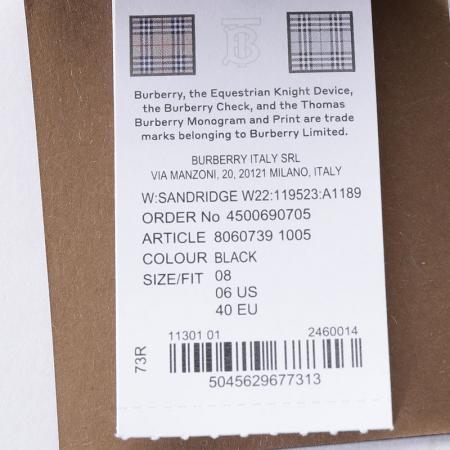 Burberry, the Equestrian Knight Device,
the Burberry Check, and the Thomas
Burberry Monogram and Print are trade
marks belonging to Burberry Limited.
BURBERRY ITALY SRL
VIA MANZONI, 20, 20121 MILANO, ITALY
W:SANDRIDGE W22:119523:A1189
ORDER No 4500690705
ARTICLE 8060739 1005
COLOUR BLACK
SIZE/FIT 08
06 US
40 EU
11301 01 2460014
73R
5045629677313